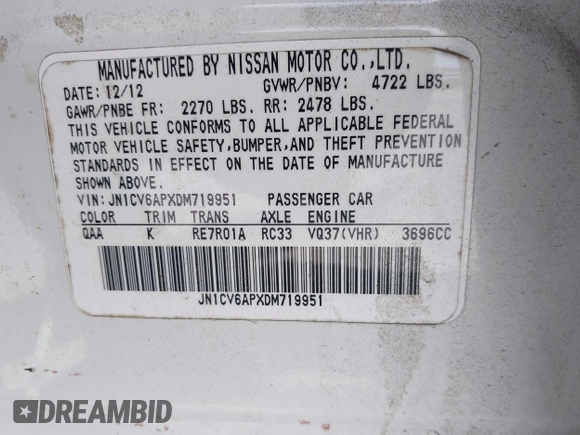 MANUFACTURED BY NISSAN MOTOR CO.,LTD.
DATE: 12/12 GVWR/PNBV: 4722 LBS.
GAWR/PNBE FR: 2270 LBS. RR: 2478 LBS.
THIS VEHICLE CONFORMS TO ALL APPLICABLE FEDERAL
MOTOR VEHICLE SAFETY,BUMPER,AND THEFT PREVENTION
STANDARDS IN EFFECT ON THE DATE OF MANUFACTURE
SHOWN ABOVE.
VIN: JN1CV6APXDM719951 PASSENGER CAR
COLOR TRIM TRANS AXLE ENGINE
QAA K RE7R01A RC33 VQ37(VHR) 3696CC
JN1CV6APXDM719951
DREAMBID